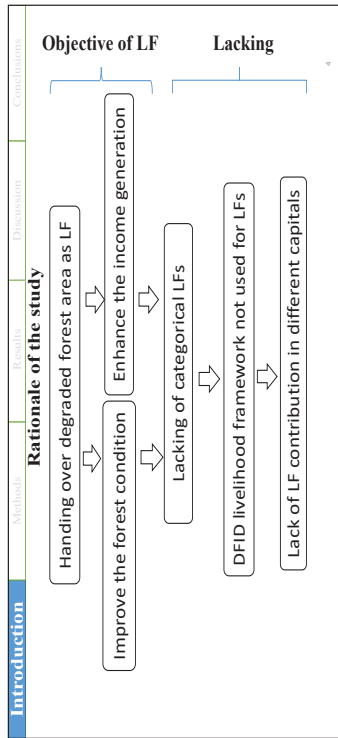 Introduction
Methods
Results
Discussion
Conclusions
Rationale of the study
Handing over degraded forest area as LF
Improve the forest condition
Enhance the income generation
Objective of LF
Lacking of categorical LFs
DFID livelihood framework not used for LFs
Lack of LF contribution in different capitals
Lacking
4